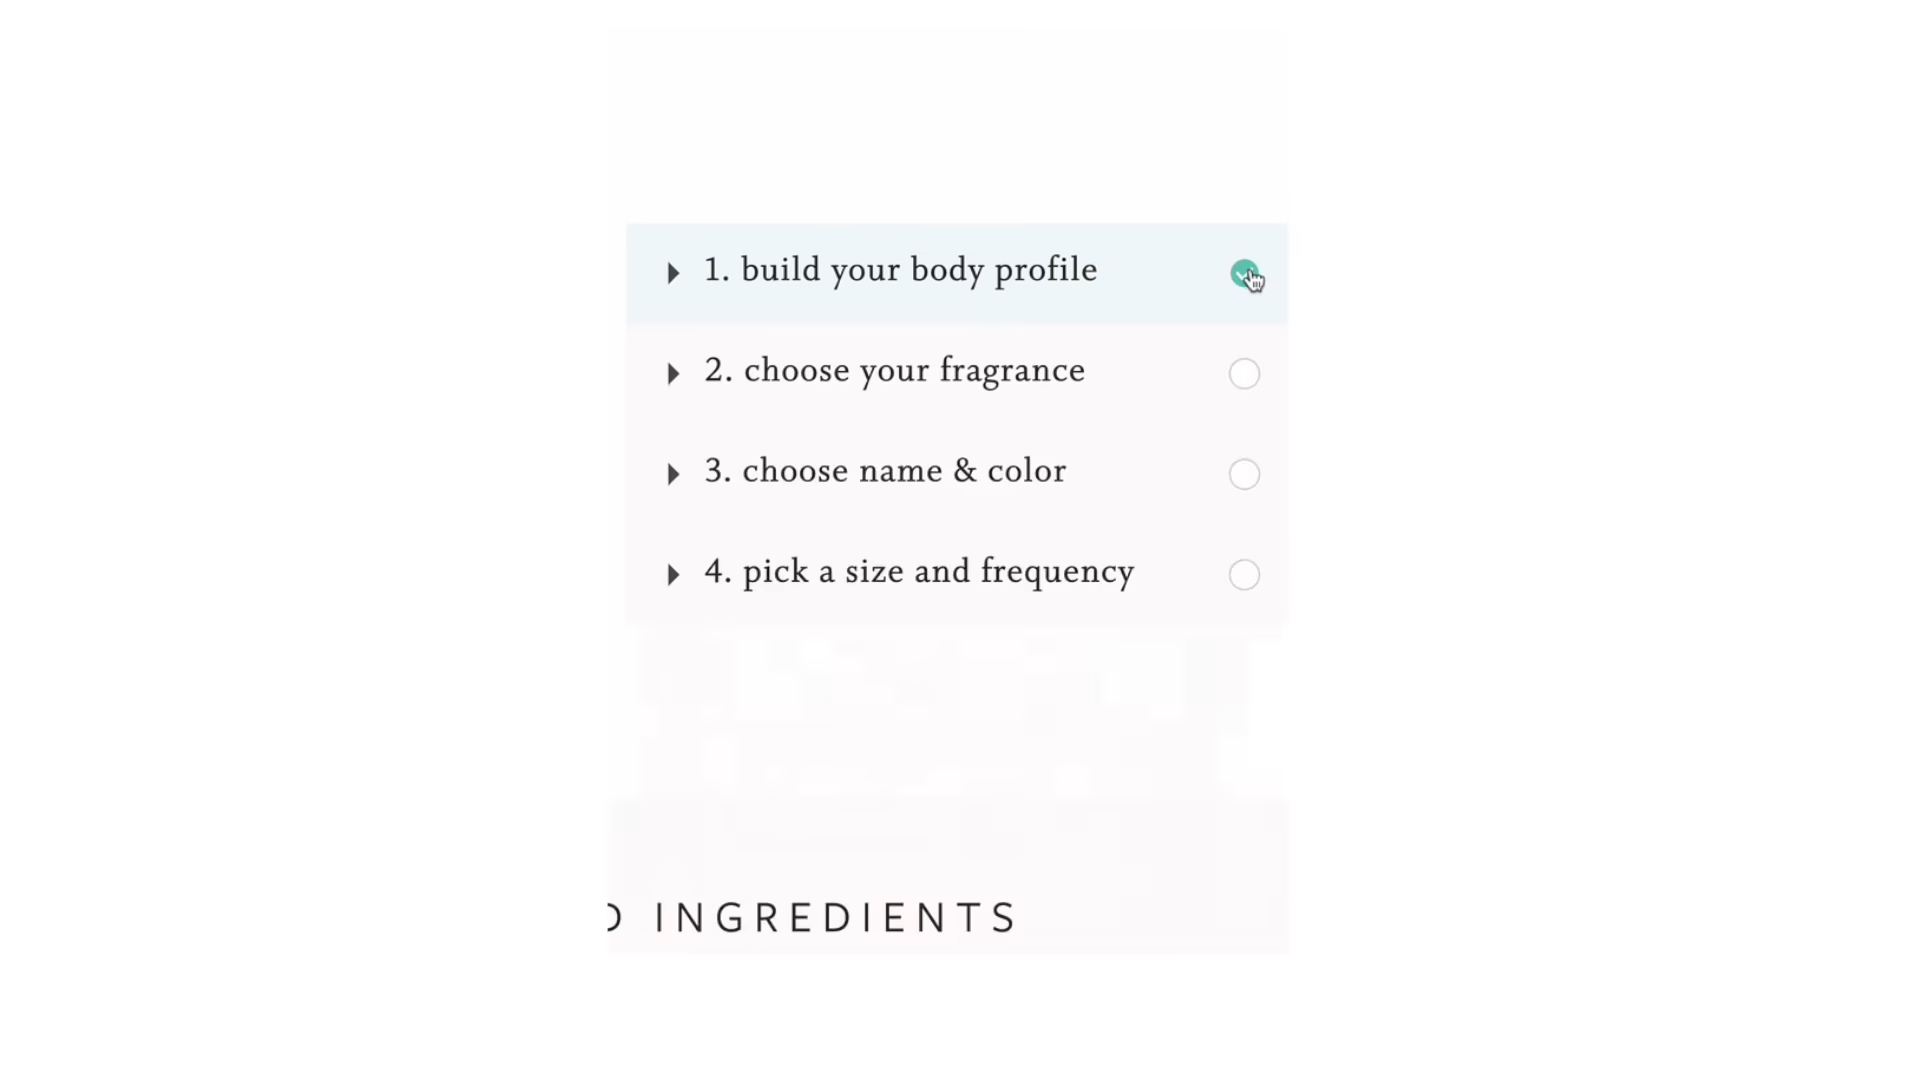 1. build your body profile
2. choose your fragrance
3. choose name & color
4. pick a size and frequency
INGREDIENTS